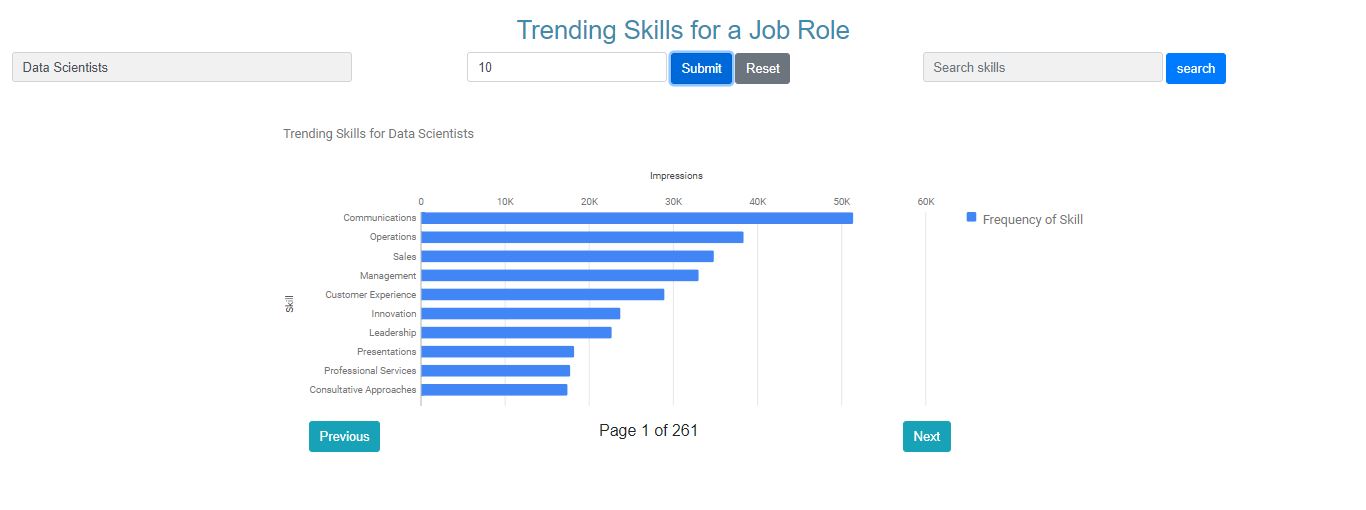 Trending Skills for a Job Role
Data Scientists
10
Submit
Reset
Search skills
search
Trending Skills for Data Scientists
Impressions
0 10K 20K 30K 40K 50K 60K
Communications
Operations
Sales
Management
Customer Experience
Innovation
Leadership
Presentations
Professional Services
Consultative Approaches
Skill
Frequency of Skill
Previous
Page 1 of 261
Next